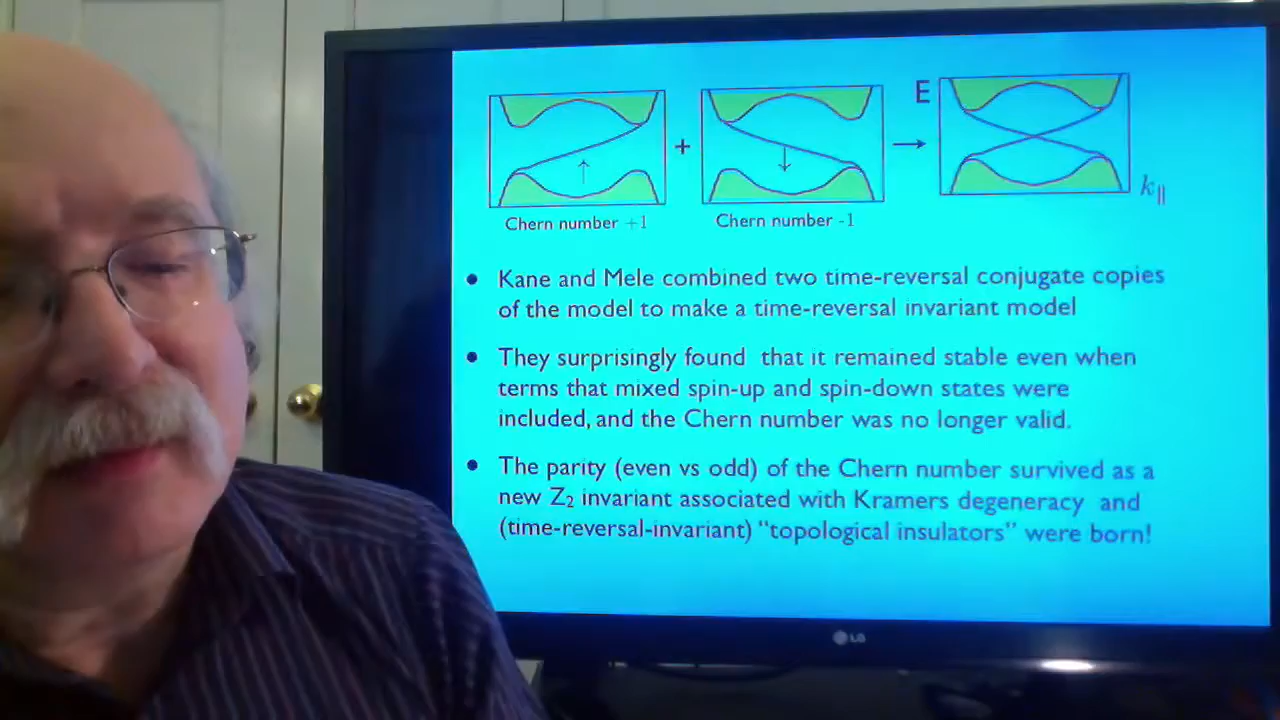 E
↑
+
↓
→
k∥
Chern number +1
Chern number -1
• Kane and Mele combined two time-reversal conjugate copies
of the model to make a time-reversal invariant model
• They surprisingly found that it remained stable even when
terms that mixed spin-up and spin-down states were
included, and the Chern number was no longer valid.
• The parity (even vs odd) of the Chern number survived as a
new Z₂ invariant associated with Kramers degeneracy and
(time-reversal-invariant) “topological insulators” were born!
LG